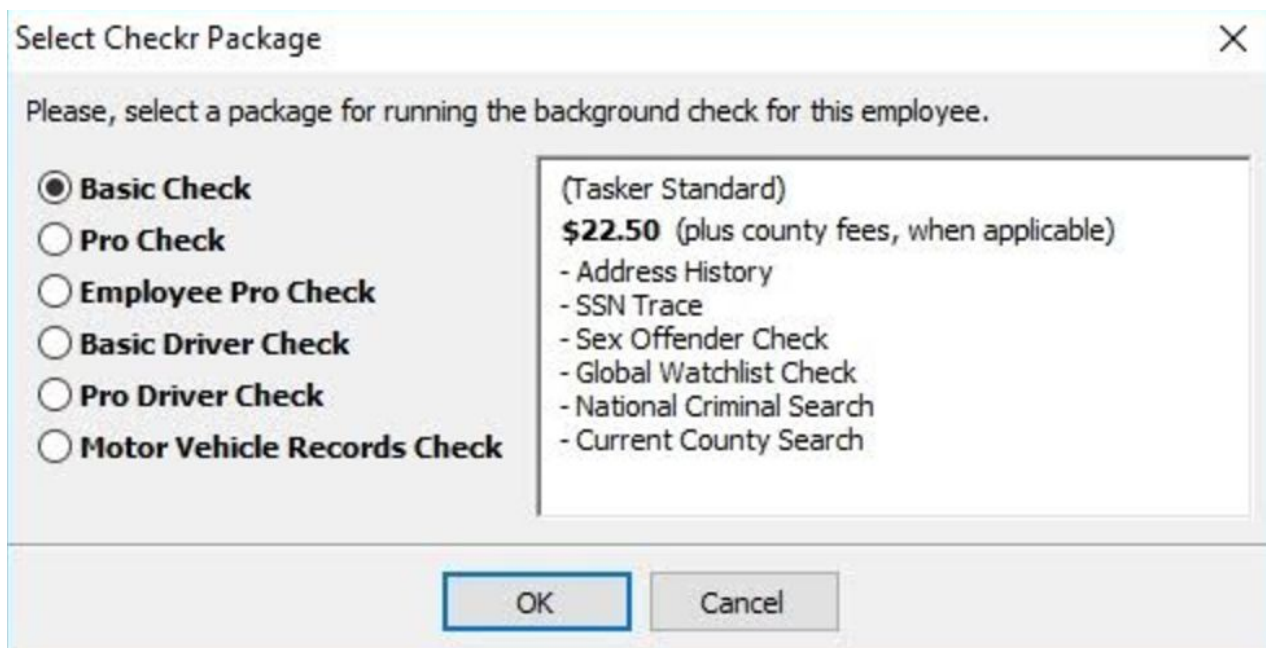 Select Checkr Package
Please, select a package for running the background check for this employee.
Basic Check
Pro Check
Employee Pro Check
Basic Driver Check
Pro Driver Check
Motor Vehicle Records Check
(Tasker Standard)
$22.50 (plus county fees, when applicable)
- Address History
- SSN Trace
- Sex Offender Check
- Global Watchlist Check
- National Criminal Search
- Current County Search
OK
Cancel